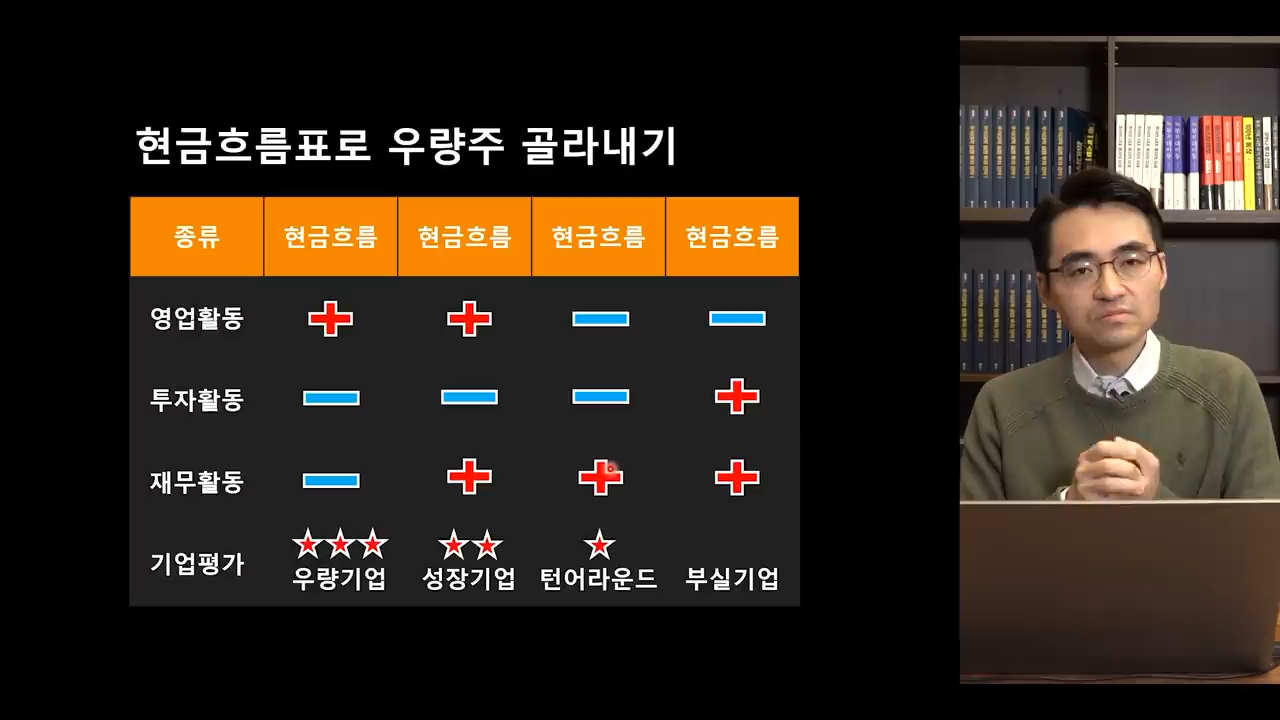 현금흐름표로 우량주 골라내기
종류 현금흐름 현금흐름 현금흐름 현금흐름
영업활동
투자활동
재무활동
기업평가
우량기업 성장기업 턴어라운드 부실기업